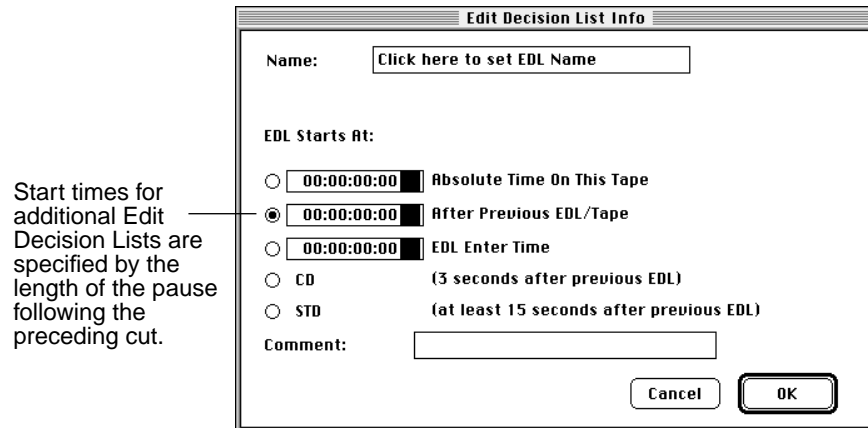 Edit Decision List Info
Name: Click here to set EDL Name
EDL Starts At:
00:00:00:00 Absolute Time On This Tape
00:00:00:00 After Previous EDL/Tape
00:00:00:00 EDL Enter Time
CD (3 seconds after previous EDL)
STD (at least 15 seconds after previous EDL)
Comment:
Cancel OK
Start times for
additional Edit
Decision Lists are
specified by the
length of the pause
following the
preceding cut.